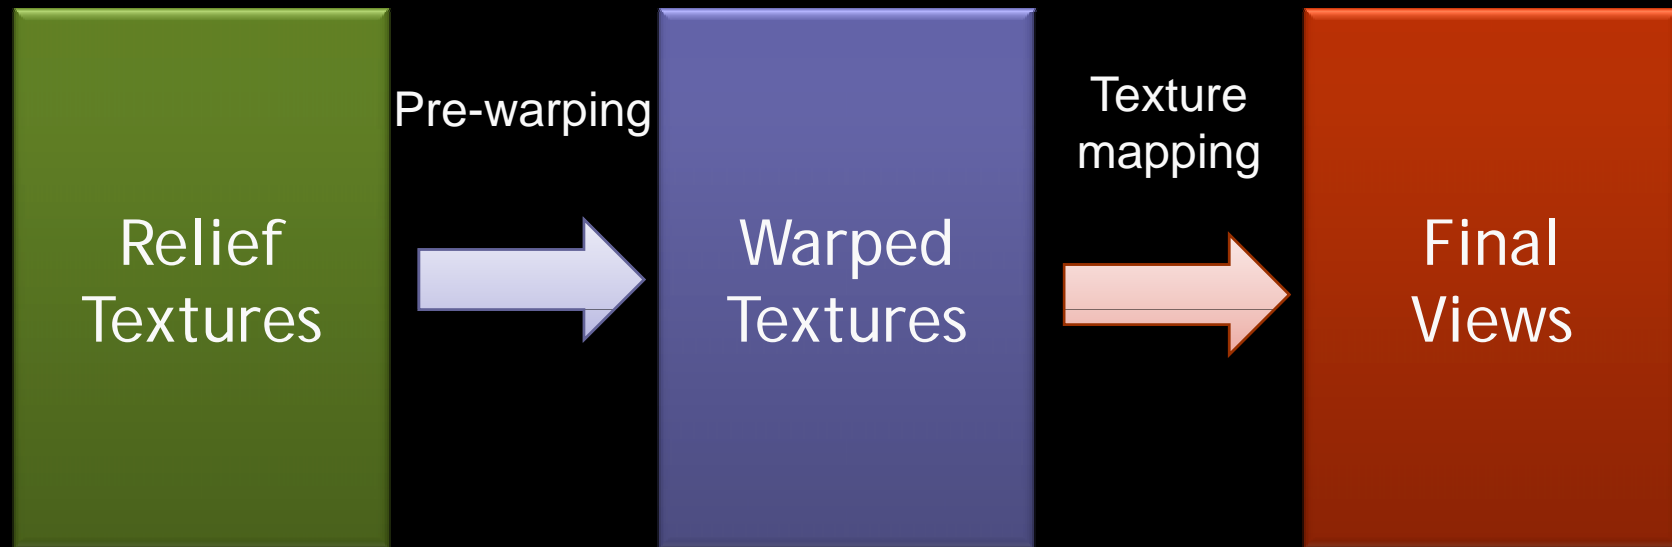 Relief
Textures
Pre-warping
Warped
Textures
Texture
mapping
Final
Views